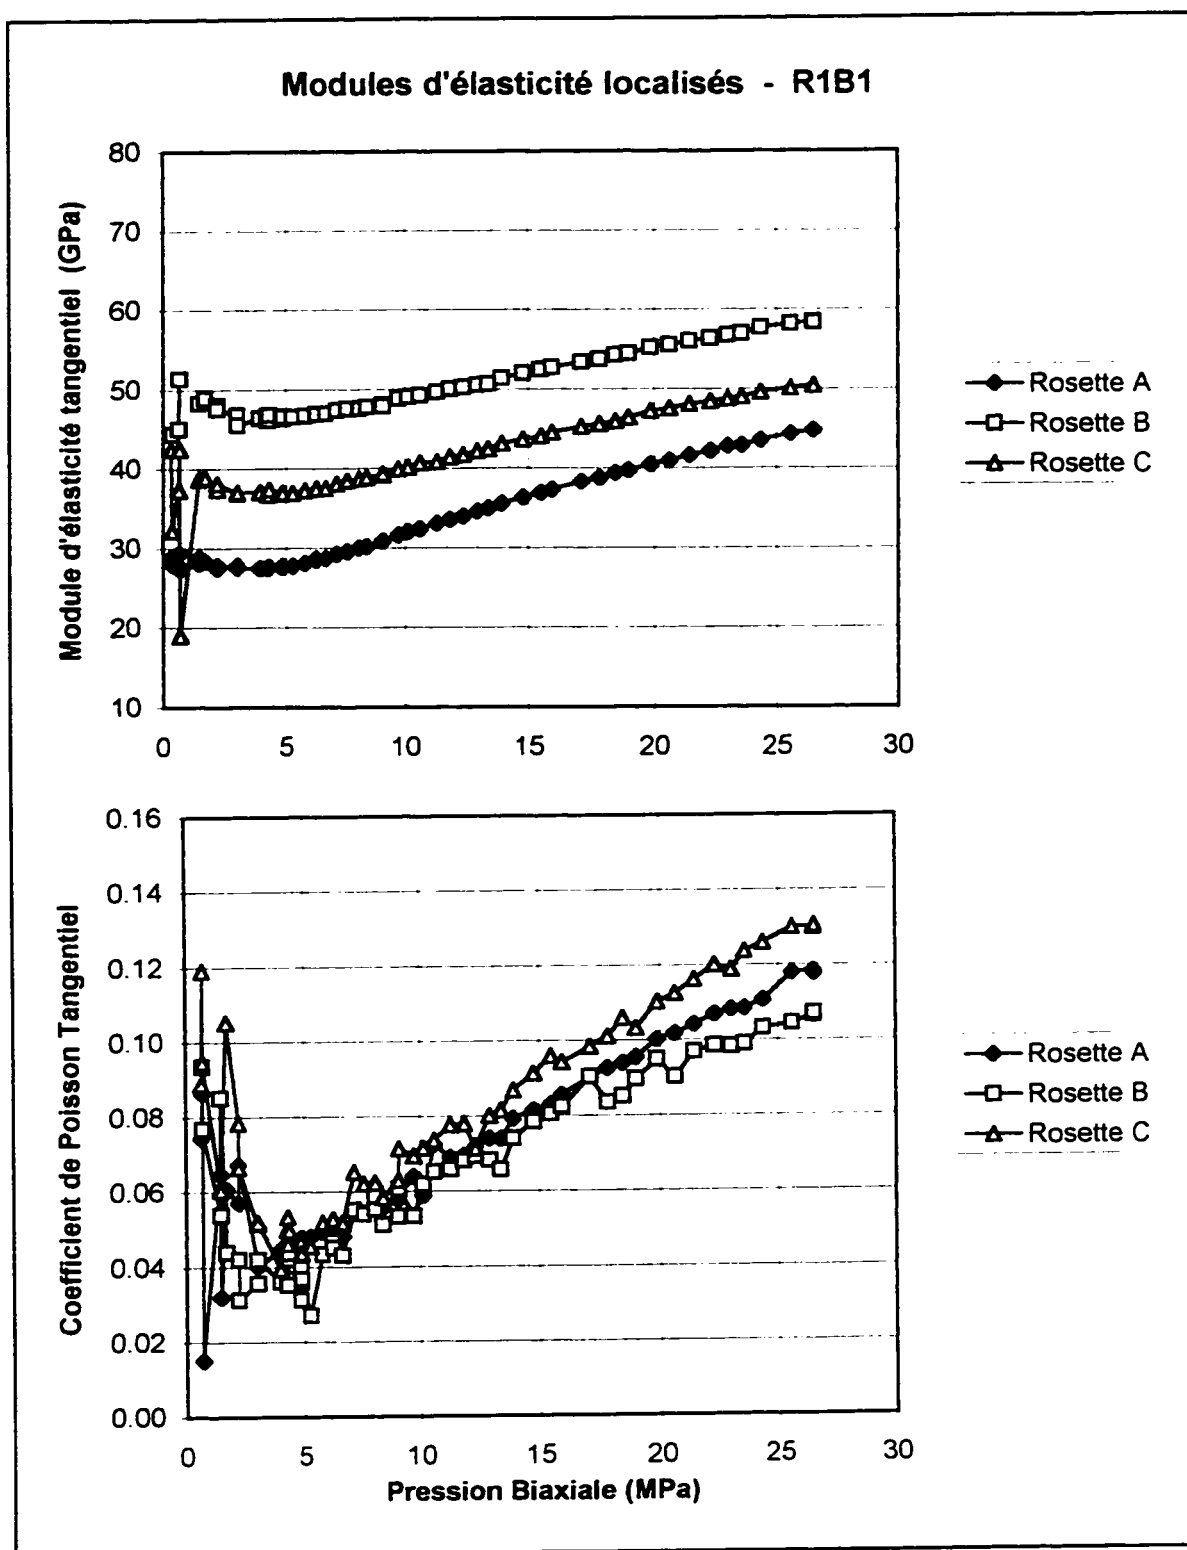 Modules d'élasticité localisés - R1B1
Module d'élasticité tangentiel (GPa)
80
70
60
50
40
30
20
10
0 5 10 15 20 25 30
Rosette A
Rosette B
Rosette C
Coefficient de Poisson Tangentiel
0.16
0.14
0.12
0.10
0.08
0.06
0.04
0.02
0.00
0 5 10 15 20 25 30
Pression Biaxiale (MPa)
Rosette A
Rosette B
Rosette C